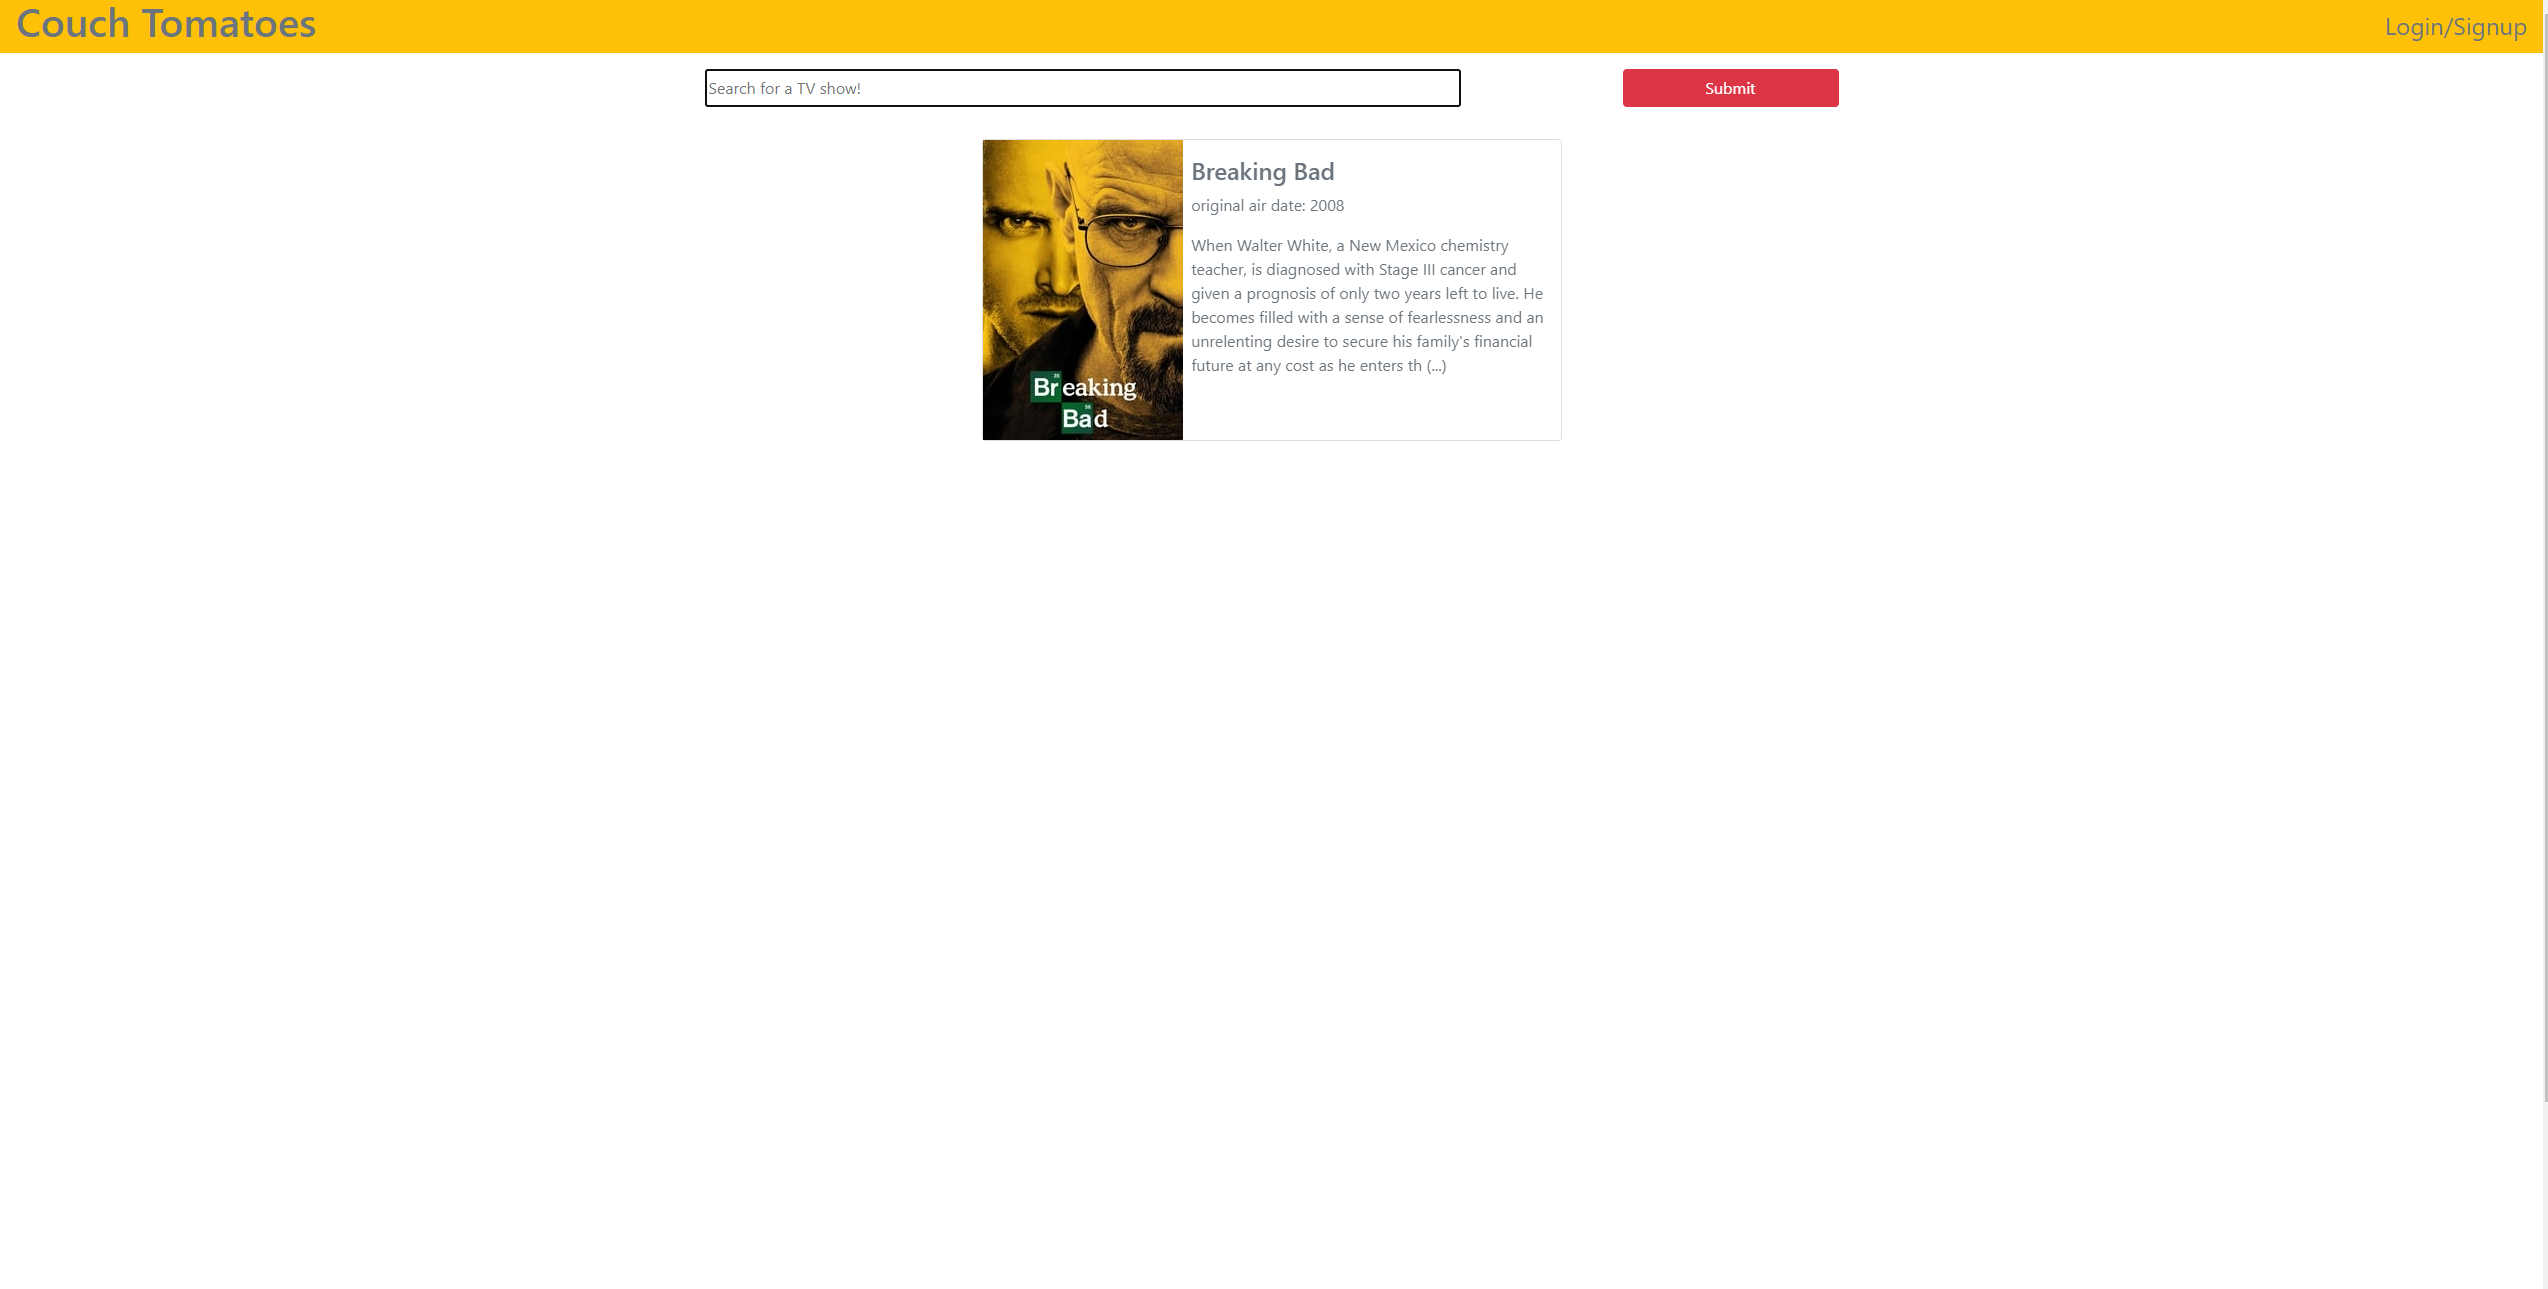 Couch Tomatoes
Login/Signup
Search for a TV show!
Submit
Breaking Bad
original air date: 2008
When Walter White, a New Mexico chemistry
teacher, is diagnosed with Stage III cancer and
given a prognosis of only two years left to live. He
becomes filled with a sense of fearlessness and an
unrelenting desire to secure his family's financial
future at any cost as he enters th (...)
35
Breaking
56
Bad